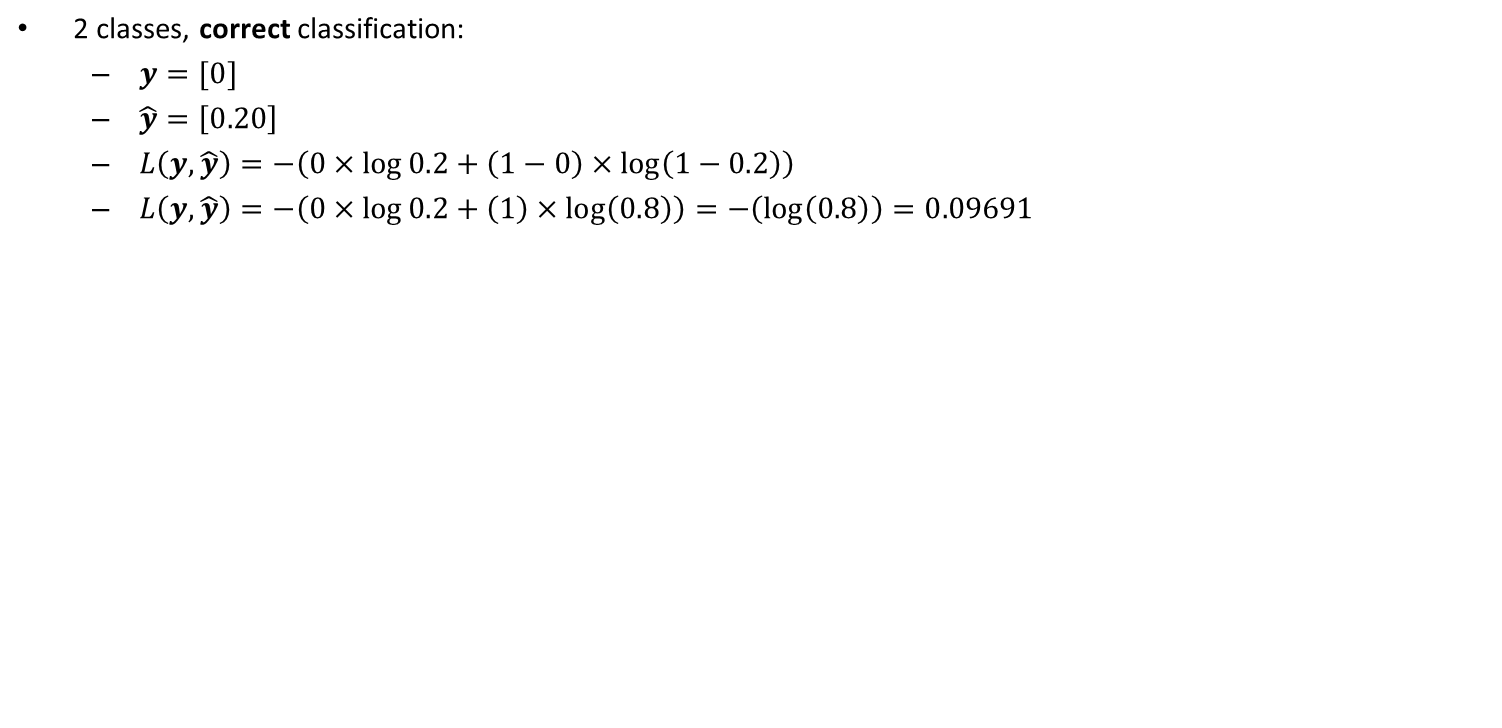 • 2 classes, correct classification:
– y = [0]
– ŷ = [0.20]
– L(y, ŷ) = −(0 × log 0.2 + (1 − 0) × log(1 − 0.2))
– L(y, ŷ) = −(0 × log 0.2 + (1) × log(0.8)) = −(log(0.8)) = 0.09691